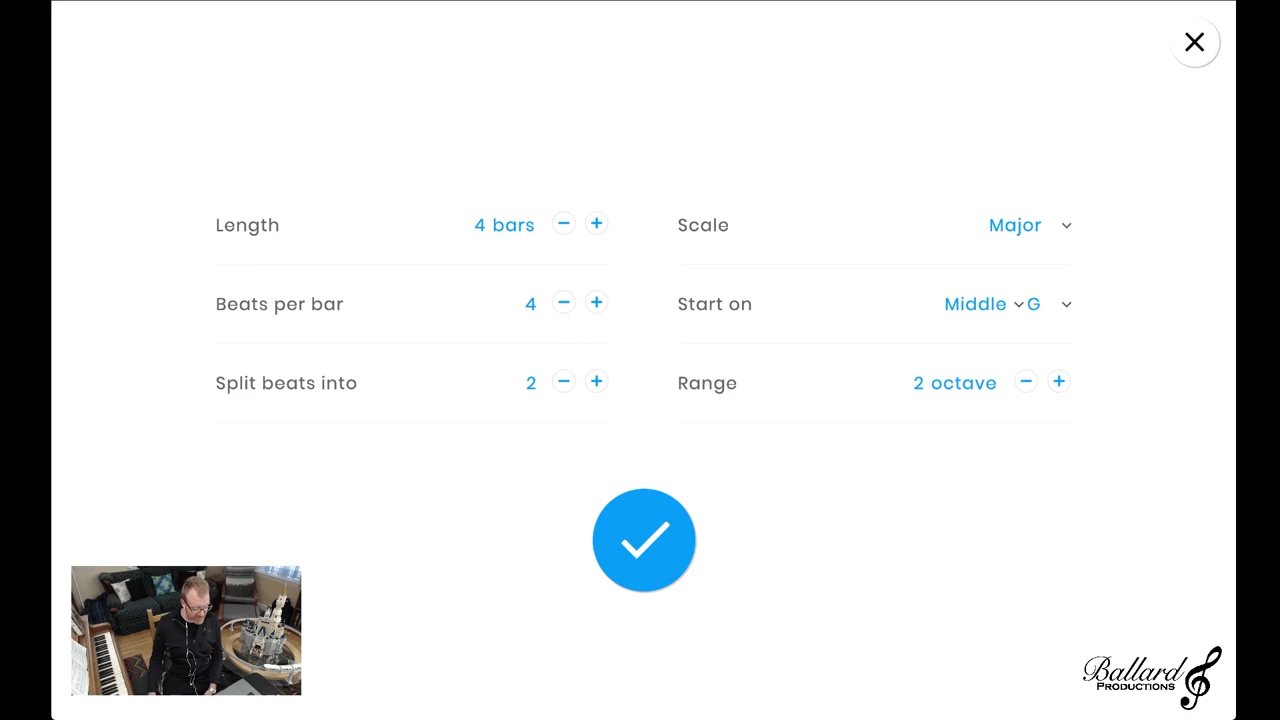 Length 4 bars
Beats per bar 4
Split beats into 2
Scale Major
Start on Middle G
Range 2 octave
Ballard
PRODUCTIONS